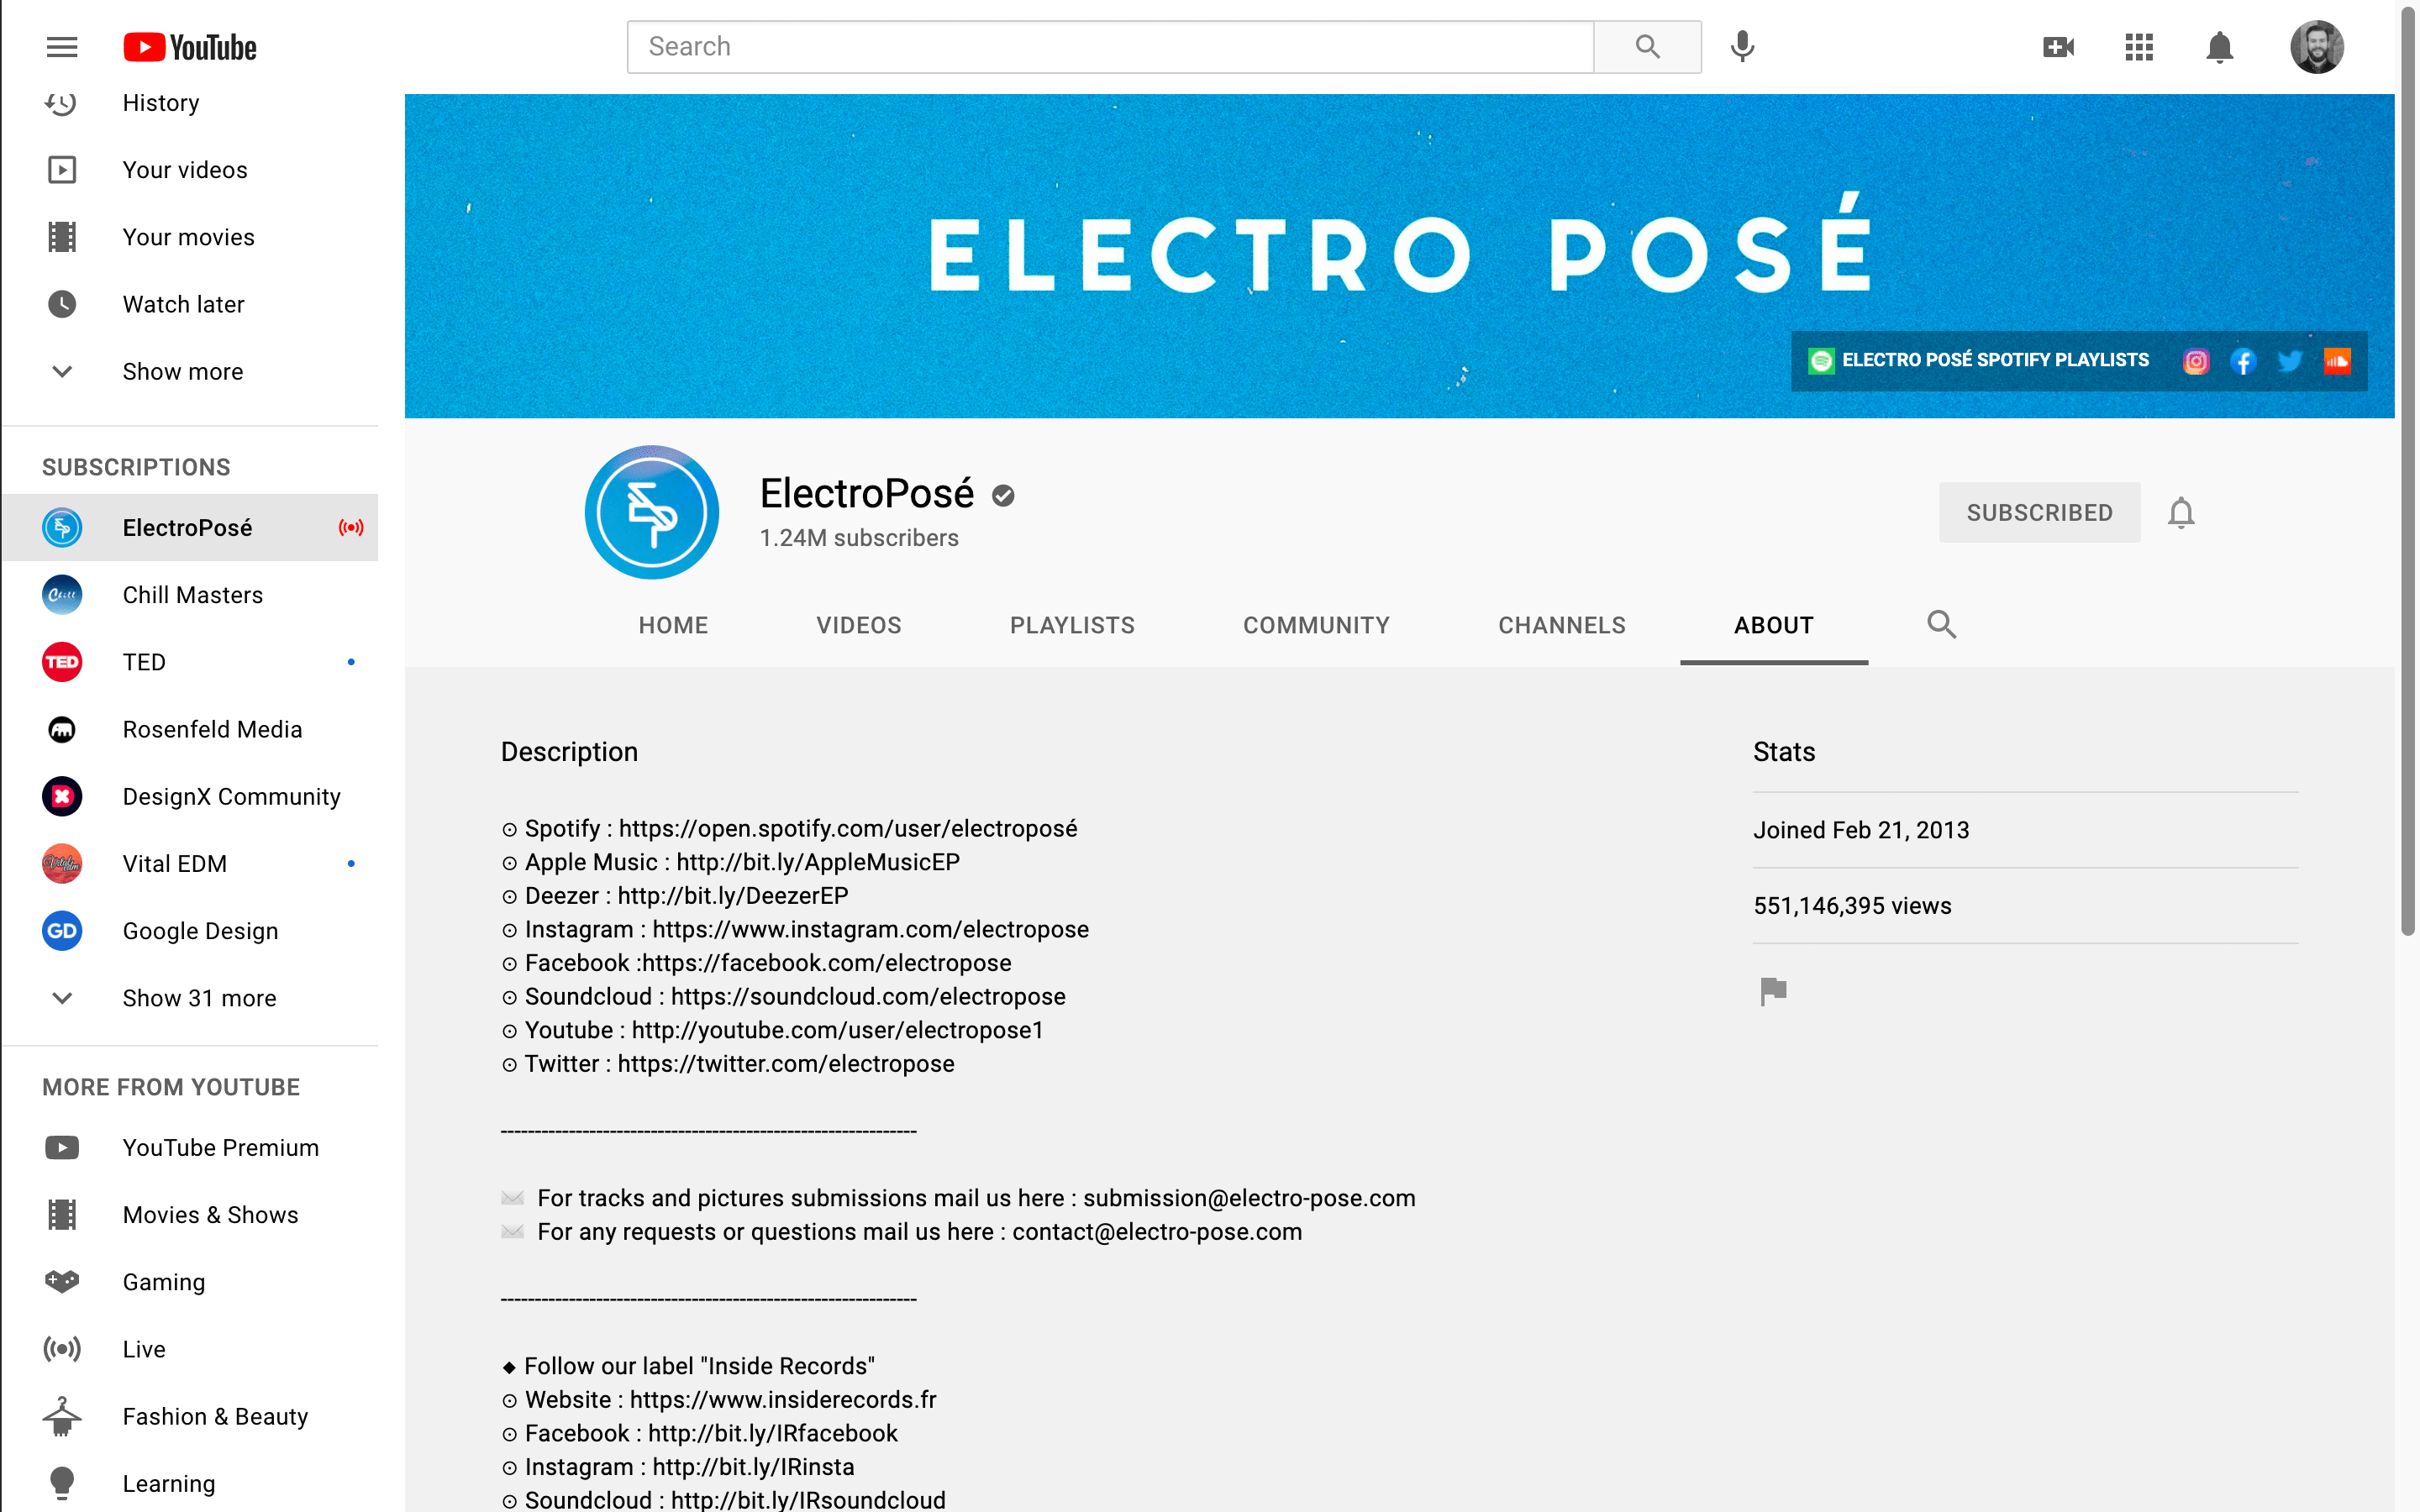 YouTube
Search
History
Your videos
Your movies
Watch later
Show more
SUBSCRIPTIONS
ElectroPosé
Chill Masters
TED
TED
Rosenfeld Media
DesignX Community
Vital EDM
GD
Google Design
Show 31 more
MORE FROM YOUTUBE
YouTube Premium
Movies & Shows
Gaming
Live
Fashion & Beauty
Learning
ELECTRO POSÉ
ELECTRO POSÉ SPOTIFY PLAYLISTS
ElectroPosé
1.24M subscribers
SUBSCRIBED
HOME VIDEOS PLAYLISTS COMMUNITY CHANNELS ABOUT
Description
⊙ Spotify : https://open.spotify.com/user/electroposé
⊙ Apple Music : http://bit.ly/AppleMusicEP
⊙ Deezer : http://bit.ly/DeezerEP
⊙ Instagram : https://www.instagram.com/electropose
⊙ Facebook :https://facebook.com/electropose
⊙ Soundcloud : https://soundcloud.com/electropose
⊙ Youtube : http://youtube.com/user/electropose1
⊙ Twitter : https://twitter.com/electropose
-------------------------------------------------------------
For tracks and pictures submissions mail us here : submission@electro-pose.com
For any requests or questions mail us here : contact@electro-pose.com
-------------------------------------------------------------
◆ Follow our label "Inside Records"
⊙ Website : https://www.insiderecords.fr
⊙ Facebook : http://bit.ly/IRfacebook
⊙ Instagram : http://bit.ly/IRinsta
⊙ Soundcloud : http://bit.ly/IRsoundcloud
Stats
Joined Feb 21, 2013
551,146,395 views